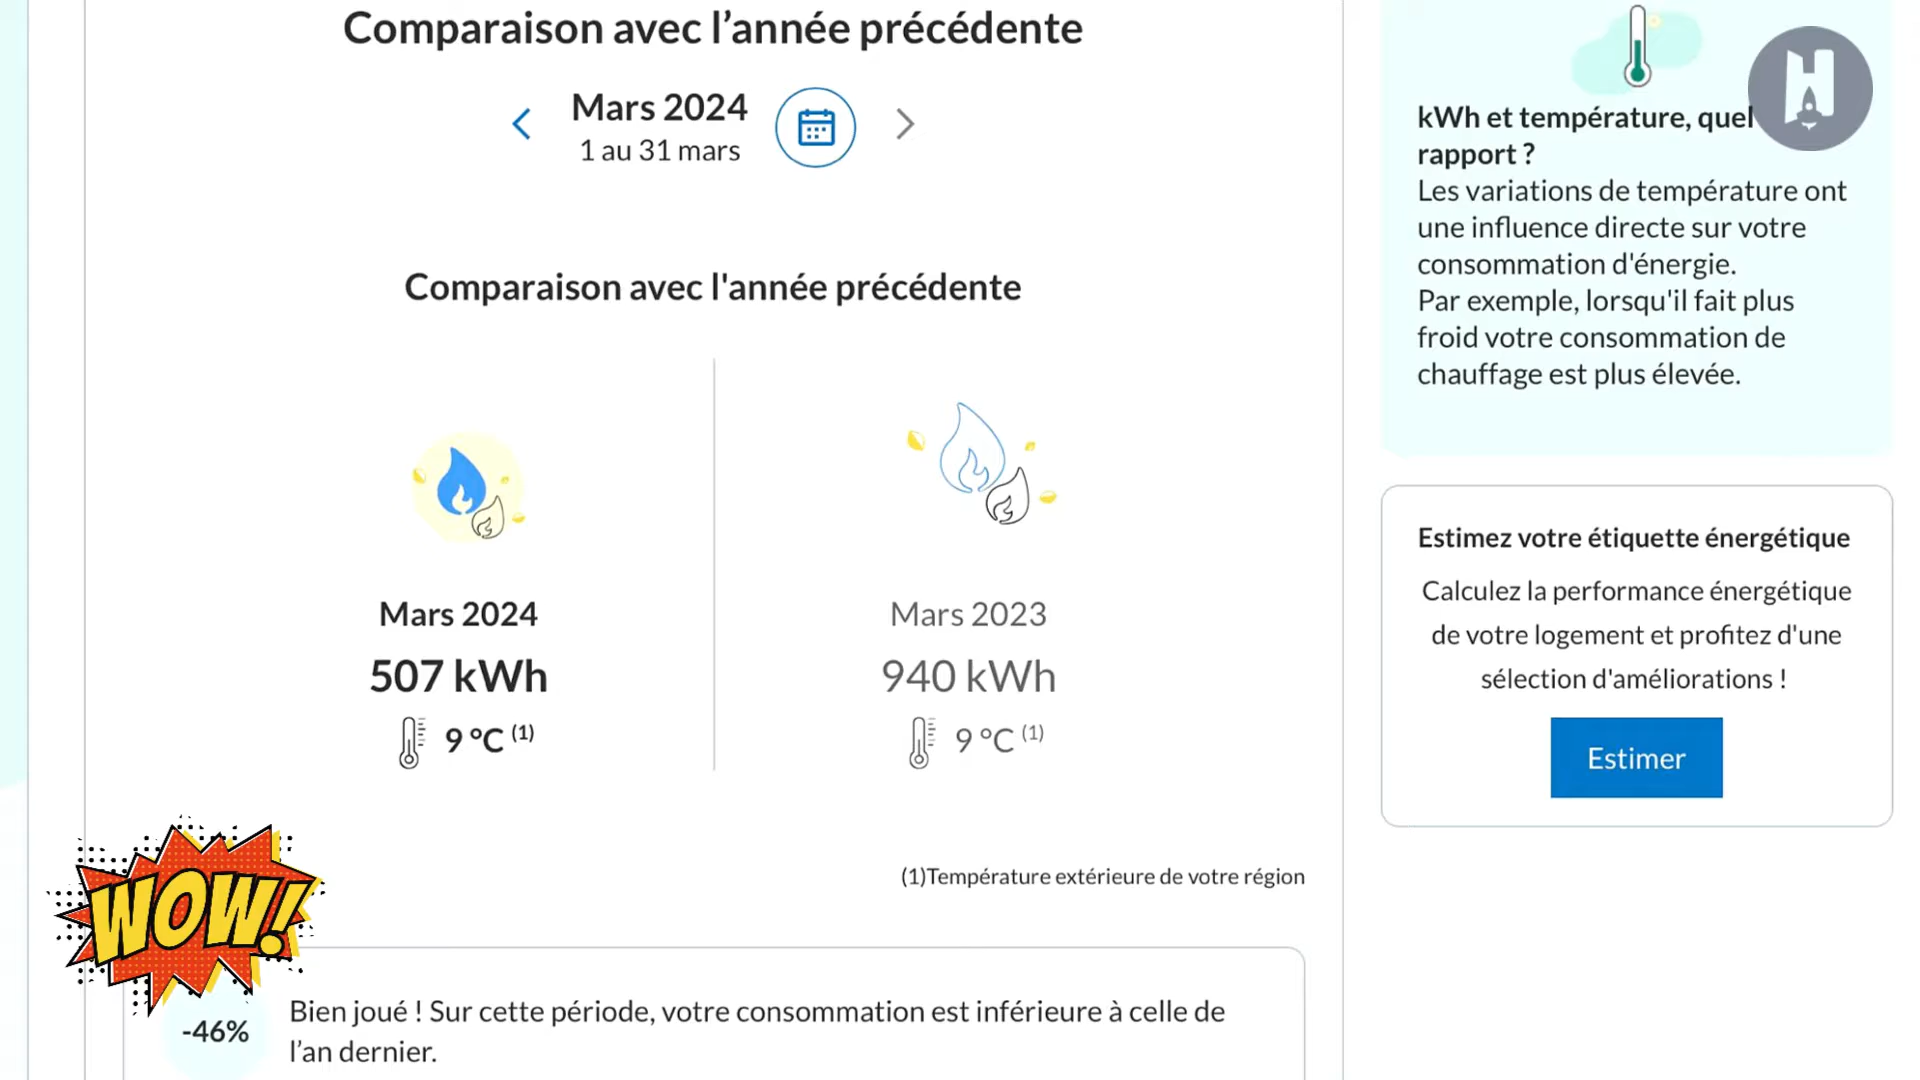 Comparaison avec l’année précédente
Mars 2024
1 au 31 mars
Comparaison avec l'année précédente
Mars 2024
507 kWh
9 °C (1)
Mars 2023
940 kWh
9 °C (1)
(1)Température extérieure de votre région
WOW!
-46%
Bien joué ! Sur cette période, votre consommation est inférieure à celle de
l’an dernier.
kWh et température, quel
rapport ?
Les variations de température ont
une influence directe sur votre
consommation d'énergie.
Par exemple, lorsqu'il fait plus
froid votre consommation de
chauffage est plus élevée.
Estimez votre étiquette énergétique
Calculez la performance énergétique
de votre logement et profitez d'une
sélection d'améliorations !
Estimer
H